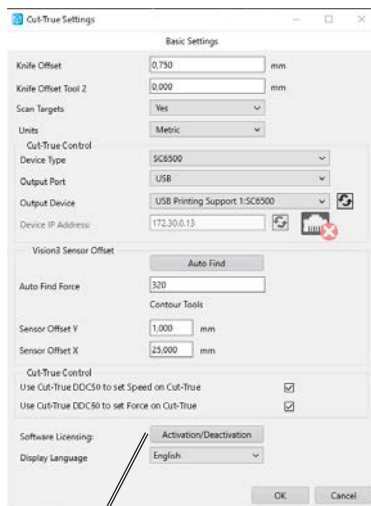 Cut-True Settings
Basic Settings
Knife Offset 0,750 mm
Knife Offset Tool 2 0,000 mm
Scan Targets Yes
Units Metric
Cut-True Control
Device Type SC6500
Output Port USB
Output Device USB Printing Support 1:SC6500
Device IP Address: 172.30.0.13
Vision3 Sensor Offset
Auto Find
Auto Find Force 320
Contour Tools
Sensor Offset Y 1,000 mm
Sensor Offset X 25,000 mm
Cut-True Control
Use Cut-True DDC50 to set Speed on Cut-True
Use Cut-True DDC50 to set Force on Cut-True
Software Licensing: Activation/Deactivation
Display Language English
OK Cancel